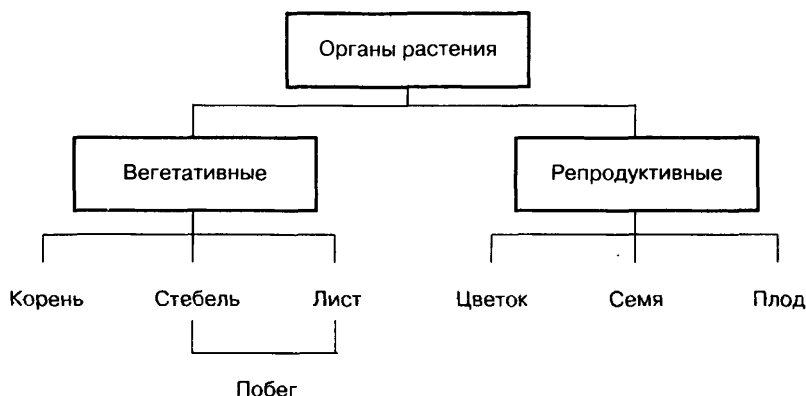 Органы растения
Вегетативные
Репродуктивные
Корень
Стебель
Лист
Цветок
Семя
Плод
Побег